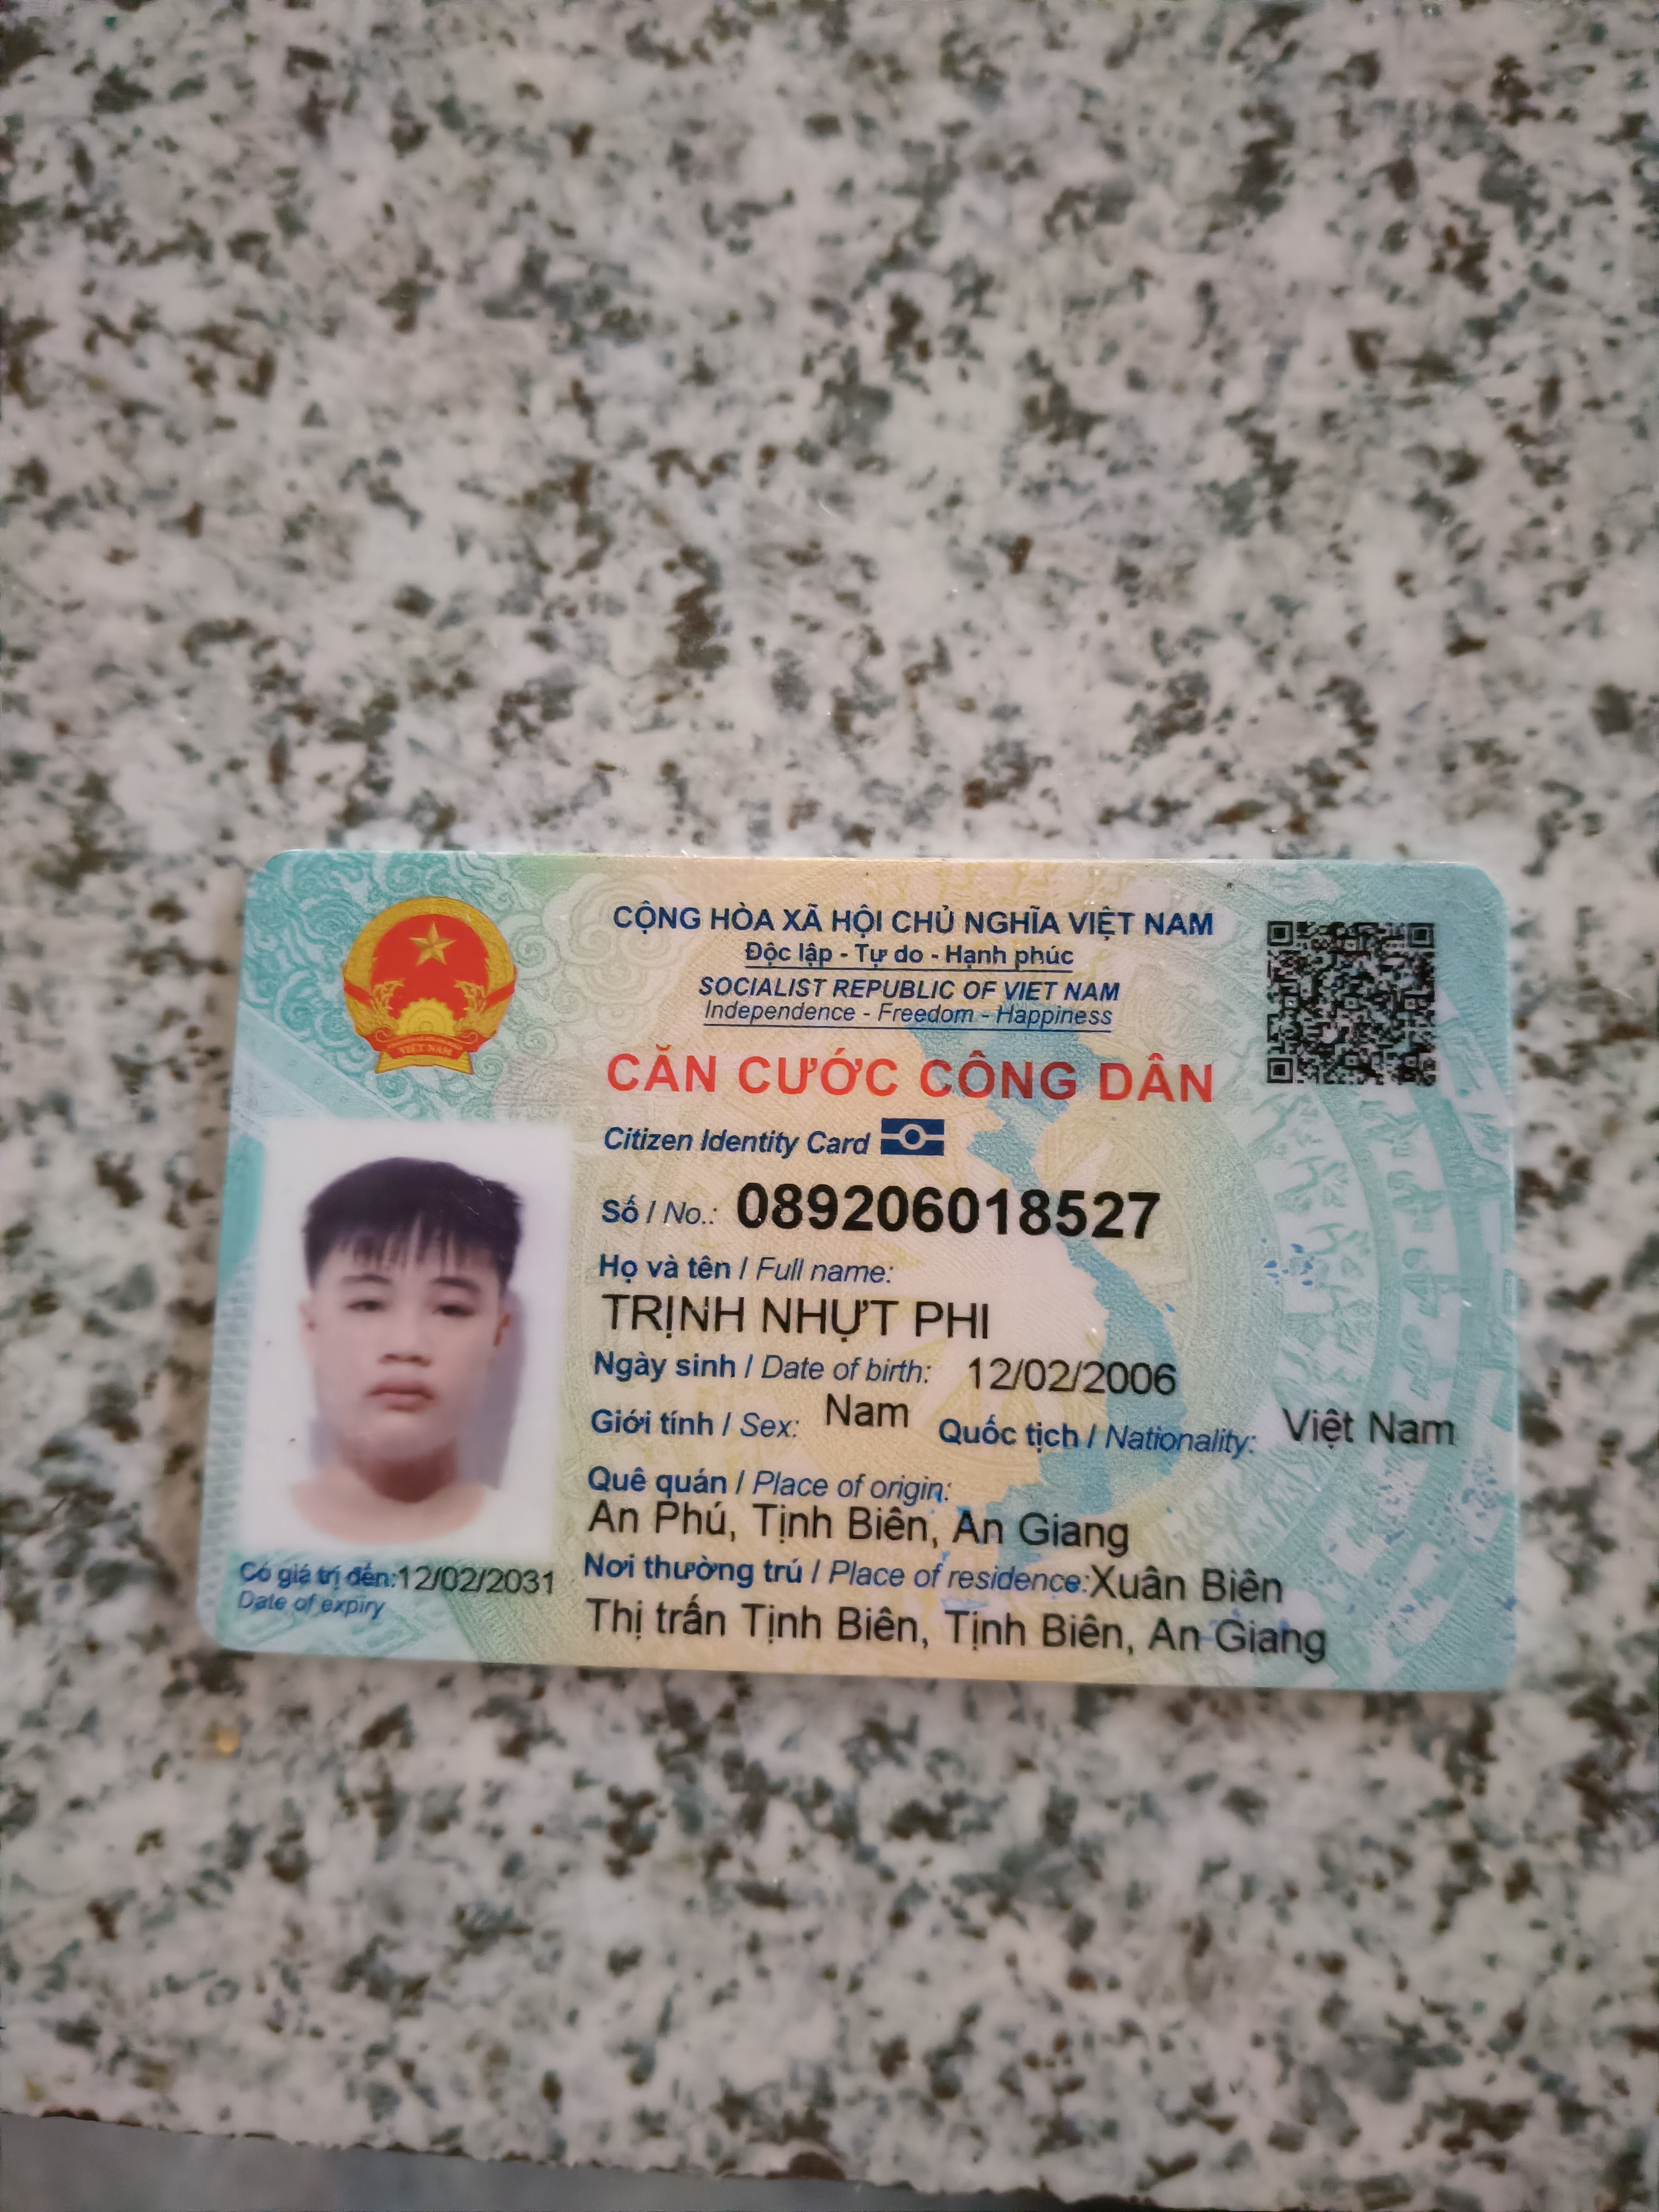 CỘNG HÒA XÃ HỘI CHỦ NGHĨA VIỆT NAM
Độc lập - Tự do - Hạnh phúc
SOCIALIST REPUBLIC OF VIET NAM
Independence - Freedom - Happiness
CĂN CƯỚC CÔNG DÂN
Citizen Identity Card
Số / No.: 089206018527
Họ và tên / Full name:
TRỊNH NHỰT PHI
Ngày sinh / Date of birth: 12/02/2006
Giới tính / Sex: Nam Quốc tịch / Nationality: Việt Nam
Quê quán / Place of origin:
An Phú, Tịnh Biên, An Giang
Nơi thường trú / Place of residence: Xuân Biên
Thị trấn Tịnh Biên, Tịnh Biên, An Giang
Có giá trị đến: 12/02/2031
Date of expiry
VIỆT NAM